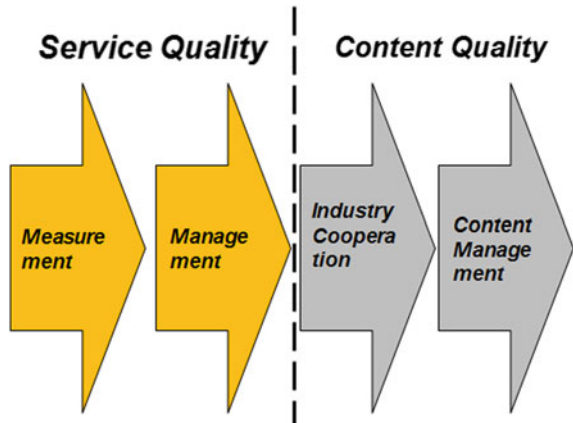 Service Quality
Content Quality
Measure
ment
Manage
ment
Industry
Coopera
tion
Content
Manage
ment